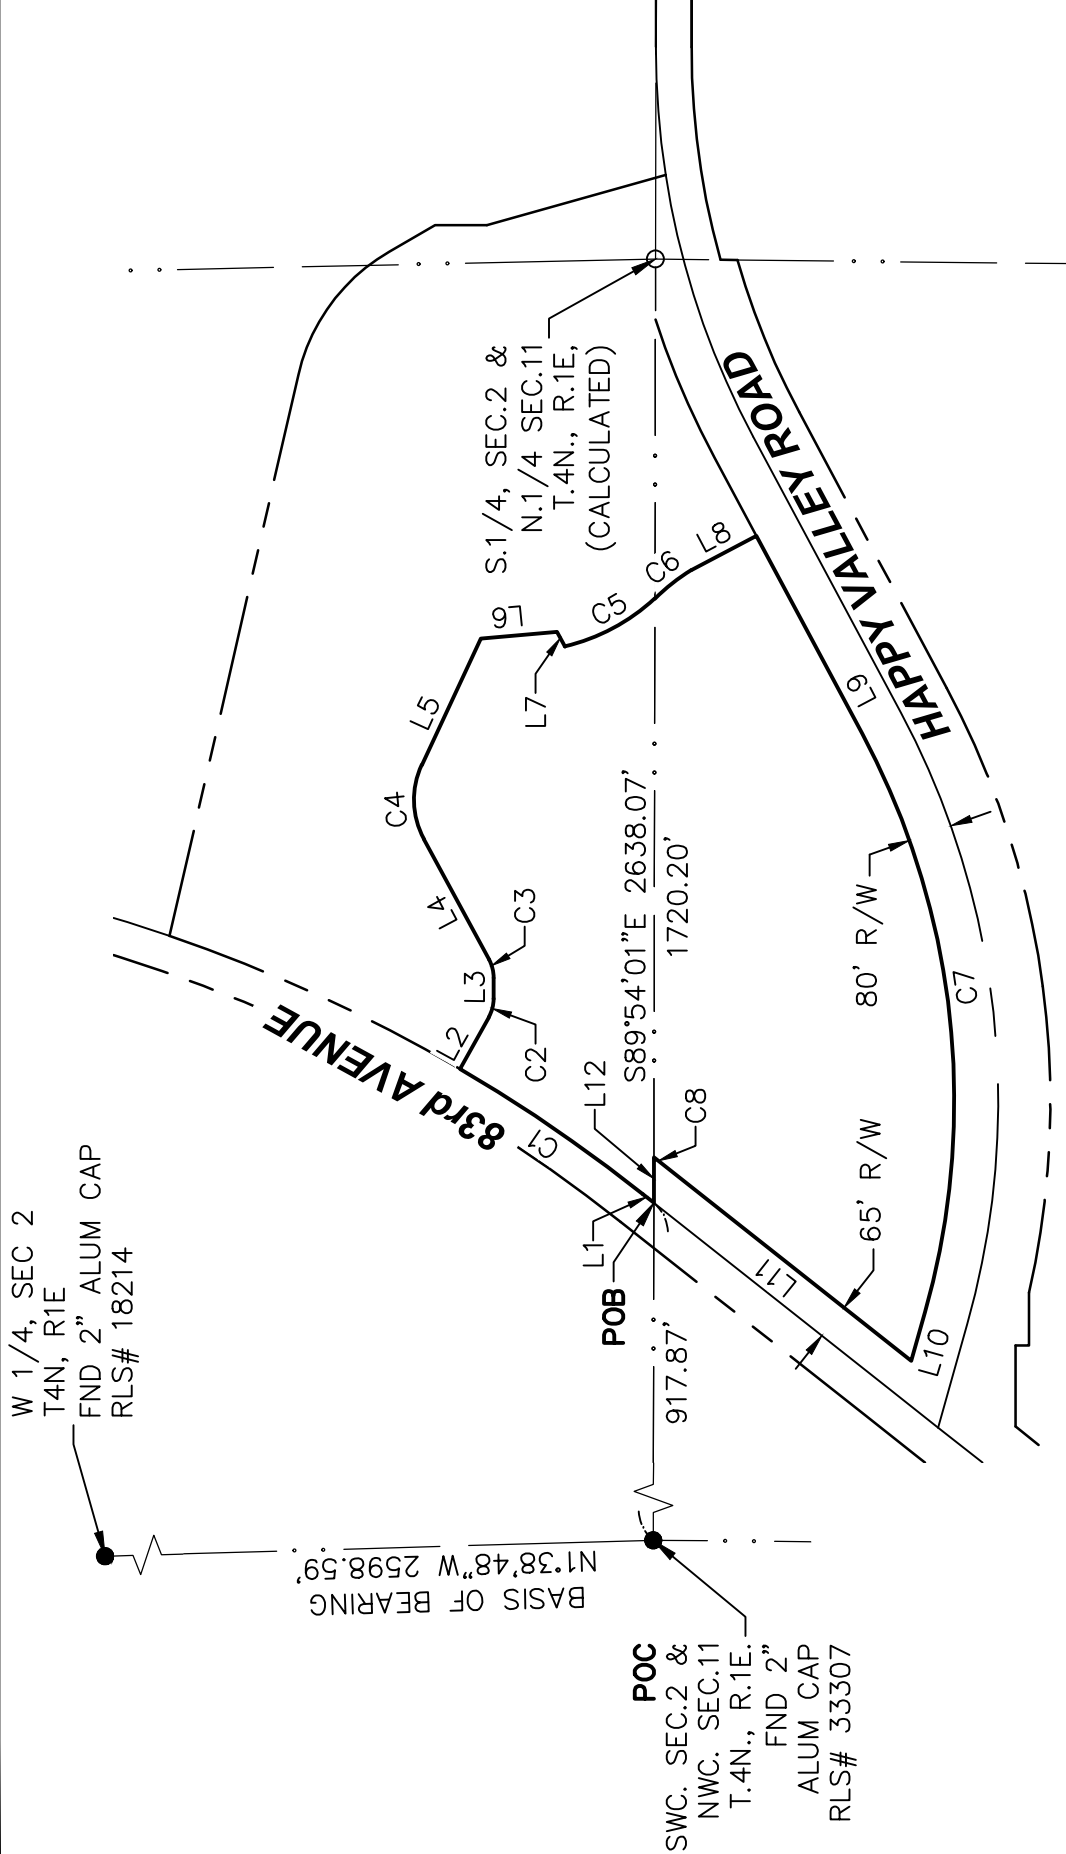 W 1/4, SEC 2
T4N, R1E
FND 2" ALUM CAP
RLS# 18214
BASIS OF BEARING
N1°38'48"W 2598.59'
POC
SWC. SEC.2 &
NWC. SEC.11
T.4N., R.1E.
FND 2"
ALUM CAP
RLS# 33307
917.87'
POB
L1
L12
C8
S89°54'01"E 2638.07'
1720.20'
83rd AVENUE
C1
L2
C2
L3
C3
L4
C4
L5
L6
L7
C5
C6
L8
S.1/4, SEC.2 &
N.1/4 SEC.11
T.4N., R.1E,
(CALCULATED)
HAPPY VALLEY ROAD
L9
80' R/W
C7
65' R/W
L11
L10